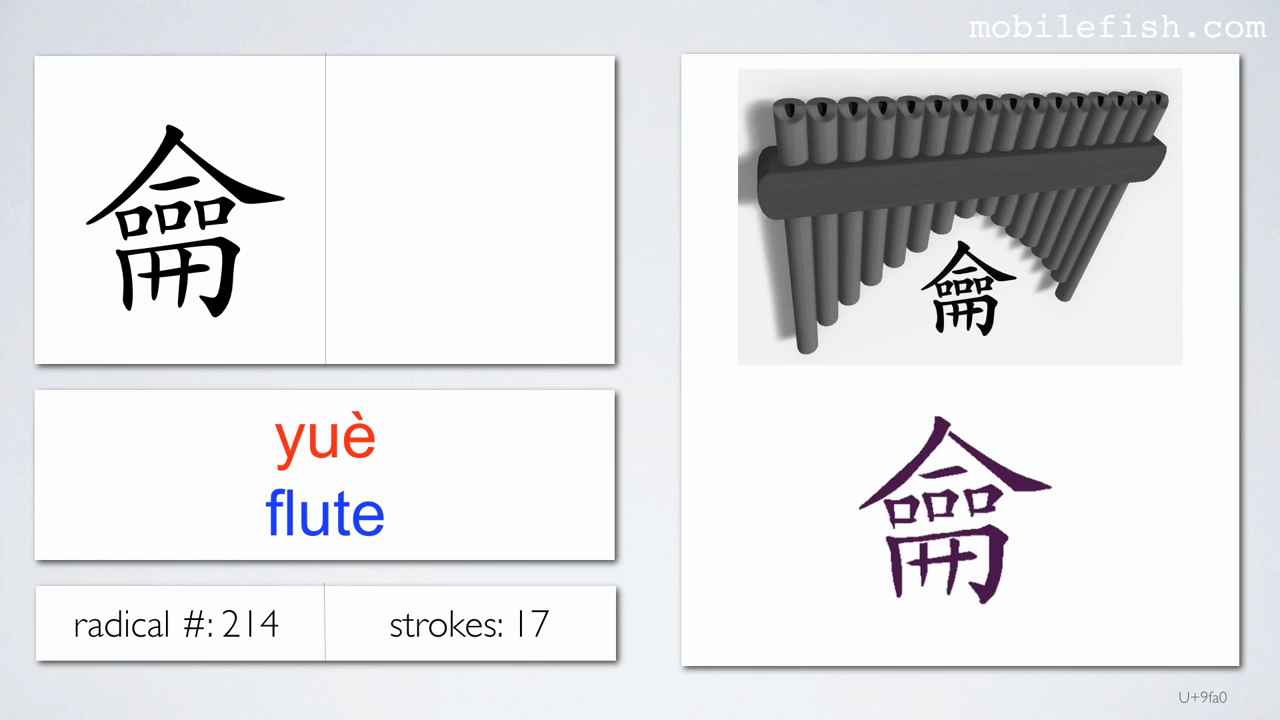 mobilefish.com
龠
yuè
flute
radical #: 214
strokes: 17
龠
龠
U+9fa0